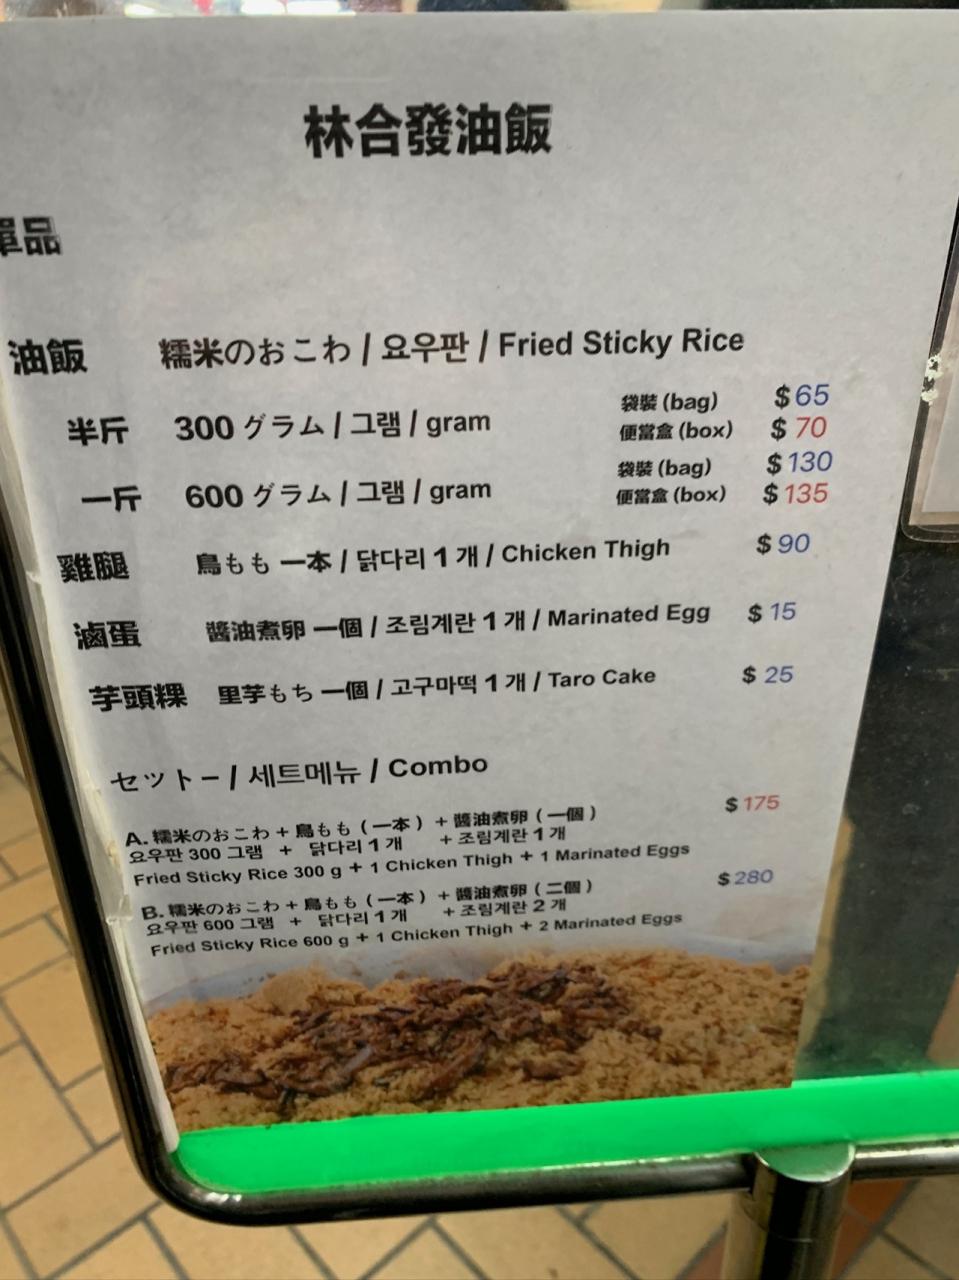 林合發油飯
單品
油飯 糯米のおこわ / 요우판 / Fried Sticky Rice
半斤 300 グラム / 그램 / gram 袋裝 (bag) $ 65
便當盒 (box) $ 70
一斤 600 グラム / 그램 / gram 袋裝 (bag) $ 130
便當盒 (box) $ 135
雞腿 鳥もも 一本 / 닭다리 1 개 / Chicken Thigh $ 90
滷蛋 醬油煮卵 一個 / 조림계란 1 개 / Marinated Egg $ 15
芋頭粿 里芋もち 一個 / 고구마떡 1 개 / Taro Cake $ 25
セットー / 세트메뉴 / Combo
A. 糯米のおこわ + 鳥もも ( 一本 ) + 醬油煮卵 ( 一個 ) $ 175
요우판 300 그램 + 닭다리 1 개 + 조림계란 1 개
Fried Sticky Rice 300 g + 1 Chicken Thigh + 1 Marinated Eggs
B. 糯米のおこわ + 鳥もも ( 一本 ) + 醬油煮卵 ( 二個 ) $ 280
요우판 600 그램 + 닭다리 1 개 + 조림계란 2 개
Fried Sticky Rice 600 g + 1 Chicken Thigh + 2 Marinated Eggs